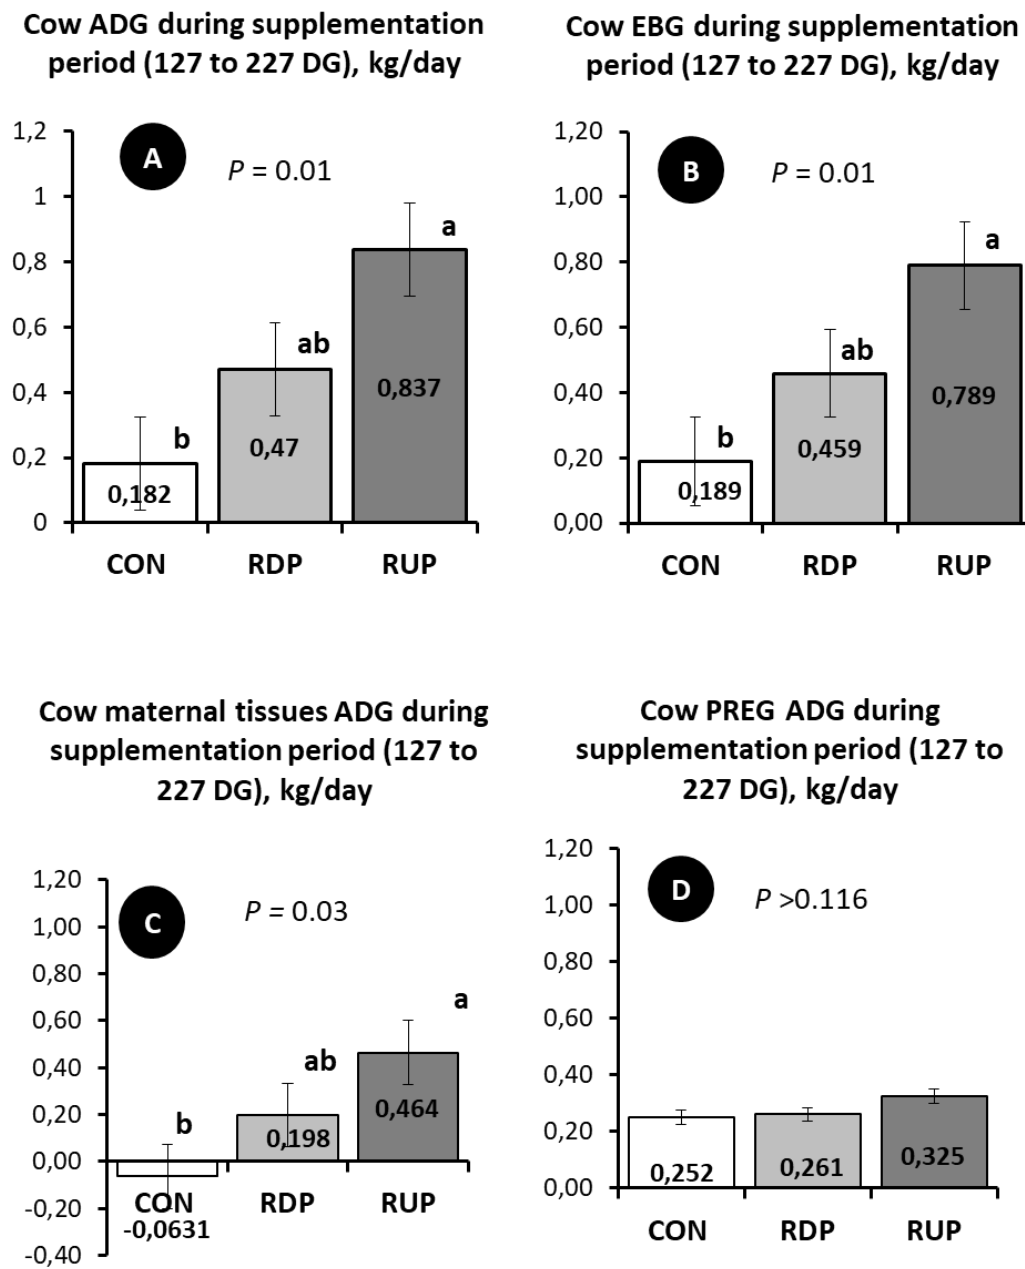 Cow ADG during supplementation
period (127 to 227 DG), kg/day
1,2
1
0,8
0,6
0,4
0,2
0
A
P = 0.01
b
ab
a
0,182
0,47
0,837
CON
RDP
RUP
Cow EBG during supplementation
period (127 to 227 DG), kg/day
1,20
1,00
0,80
0,60
0,40
0,20
0,00
B
P = 0.01
b
ab
a
0,189
0,459
0,789
CON
RDP
RUP
Cow maternal tissues ADG during
supplementation period (127 to
227 DG), kg/day
1,20
1,00
0,80
0,60
0,40
0,20
0,00
-0,20
-0,40
C
P = 0.03
b
ab
a
-0,0631
0,198
0,464
CON
RDP
RUP
Cow PREG ADG during
supplementation period (127 to
227 DG), kg/day
1,20
1,00
0,80
0,60
0,40
0,20
0,00
D
P >0.116
0,252
0,261
0,325
CON
RDP
RUP